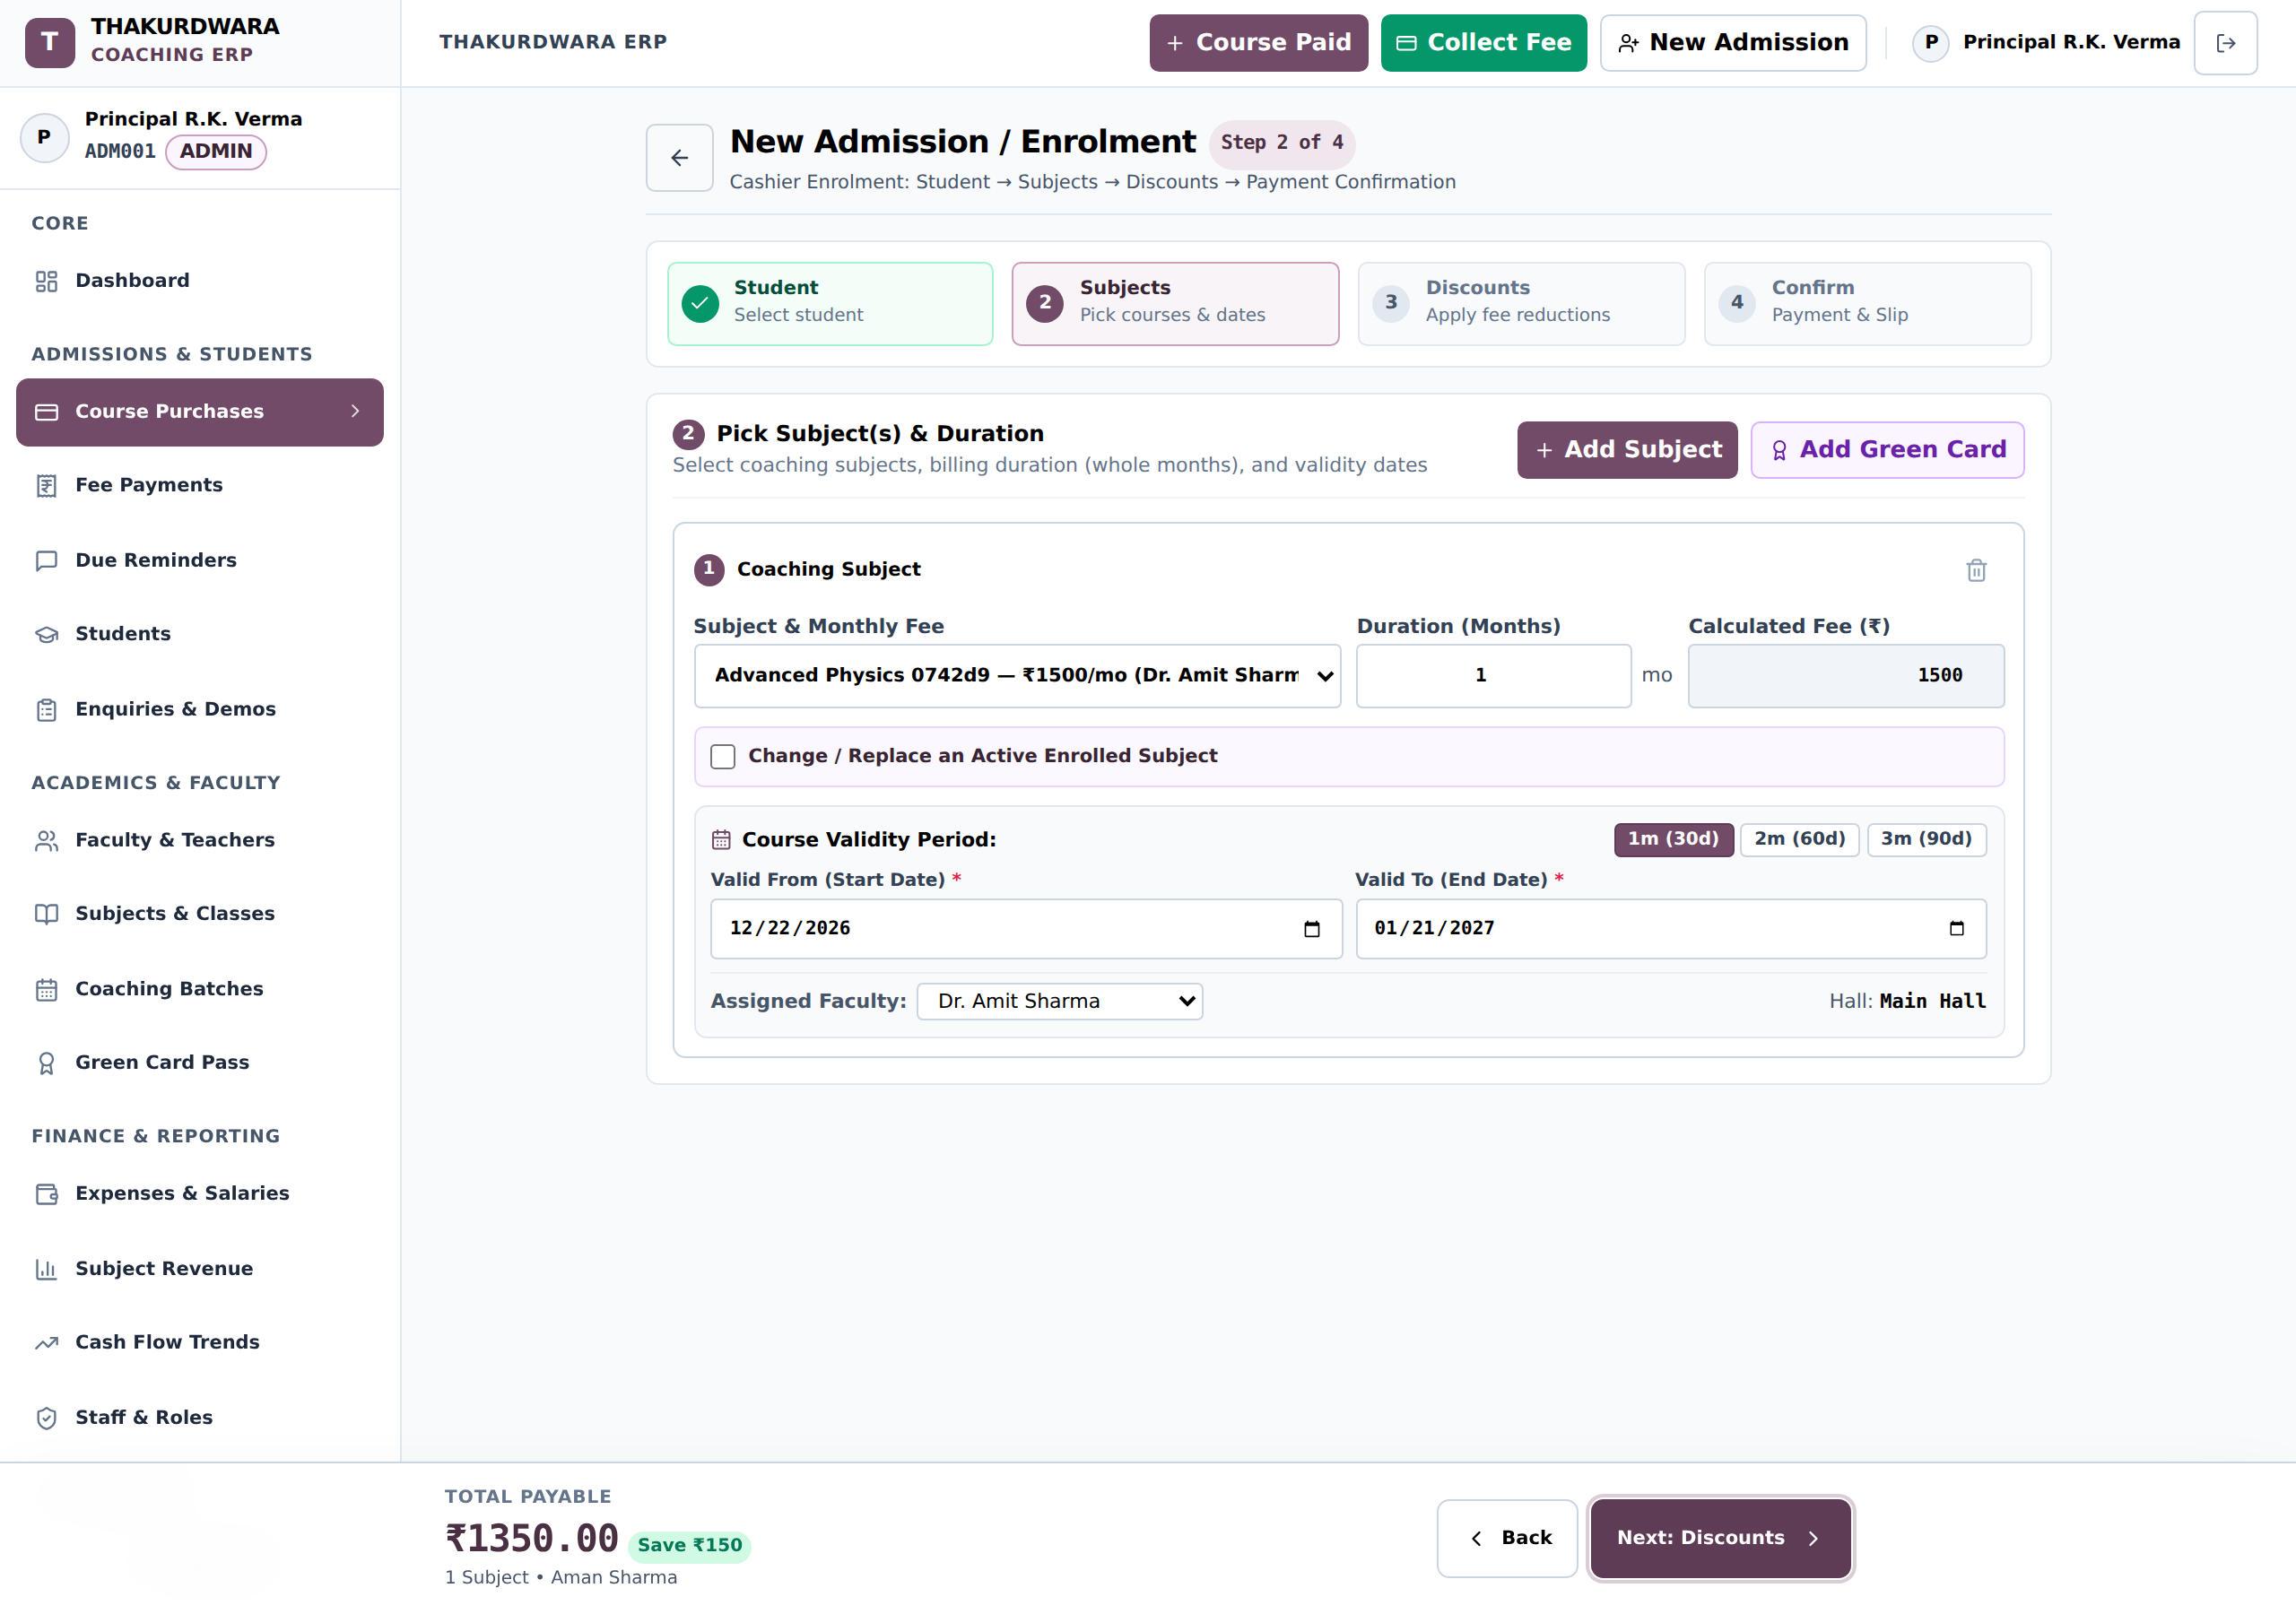 T
THAKURDWARA
COACHING ERP
THAKURDWARA ERP
Course Paid
Collect Fee
New Admission
P
Principal R.K. Verma
P
Principal R.K. Verma
ADM001
ADMIN
CORE
Dashboard
ADMISSIONS & STUDENTS
Course Purchases
Fee Payments
Due Reminders
Students
Enquiries & Demos
ACADEMICS & FACULTY
Faculty & Teachers
Subjects & Classes
Coaching Batches
Green Card Pass
FINANCE & REPORTING
Expenses & Salaries
Subject Revenue
Cash Flow Trends
Staff & Roles
New Admission / Enrolment
Step 2 of 4
Cashier Enrolment: Student → Subjects → Discounts → Payment Confirmation
Student
Select student
2
Subjects
Pick courses & dates
3
Discounts
Apply fee reductions
4
Confirm
Payment & Slip
2
Pick Subject(s) & Duration
Select coaching subjects, billing duration (whole months), and validity dates
Add Subject
Add Green Card
1
Coaching Subject
Subject & Monthly Fee
Duration (Months)
Calculated Fee (₹)
Advanced Physics 0742d9 — ₹1500/mo (Dr. Amit Sharm
1
mo
1500
Change / Replace an Active Enrolled Subject
Course Validity Period:
1m (30d)
2m (60d)
3m (90d)
Valid From (Start Date) *
Valid To (End Date) *
12/22/2026
01/21/2027
Assigned Faculty:
Dr. Amit Sharma
Hall: Main Hall
TOTAL PAYABLE
₹1350.00
Save ₹150
1 Subject • Aman Sharma
Back
Next: Discounts